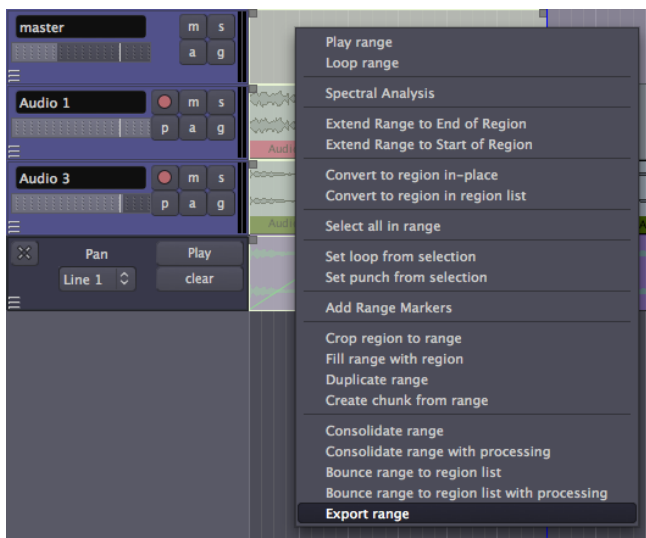 master
m s
a g
Audio 1
m s
p a g
Audio 3
m s
p a g
Pan
Play
Line 1
clear
Audi
Audi
Play range
Loop range
Spectral Analysis
Extend Range to End of Region
Extend Range to Start of Region
Convert to region in-place
Convert to region in region list
Select all in range
Set loop from selection
Set punch from selection
Add Range Markers
Crop region to range
Fill range with region
Duplicate range
Create chunk from range
Consolidate range
Consolidate range with processing
Bounce range to region list
Bounce range to region list with processing
Export range